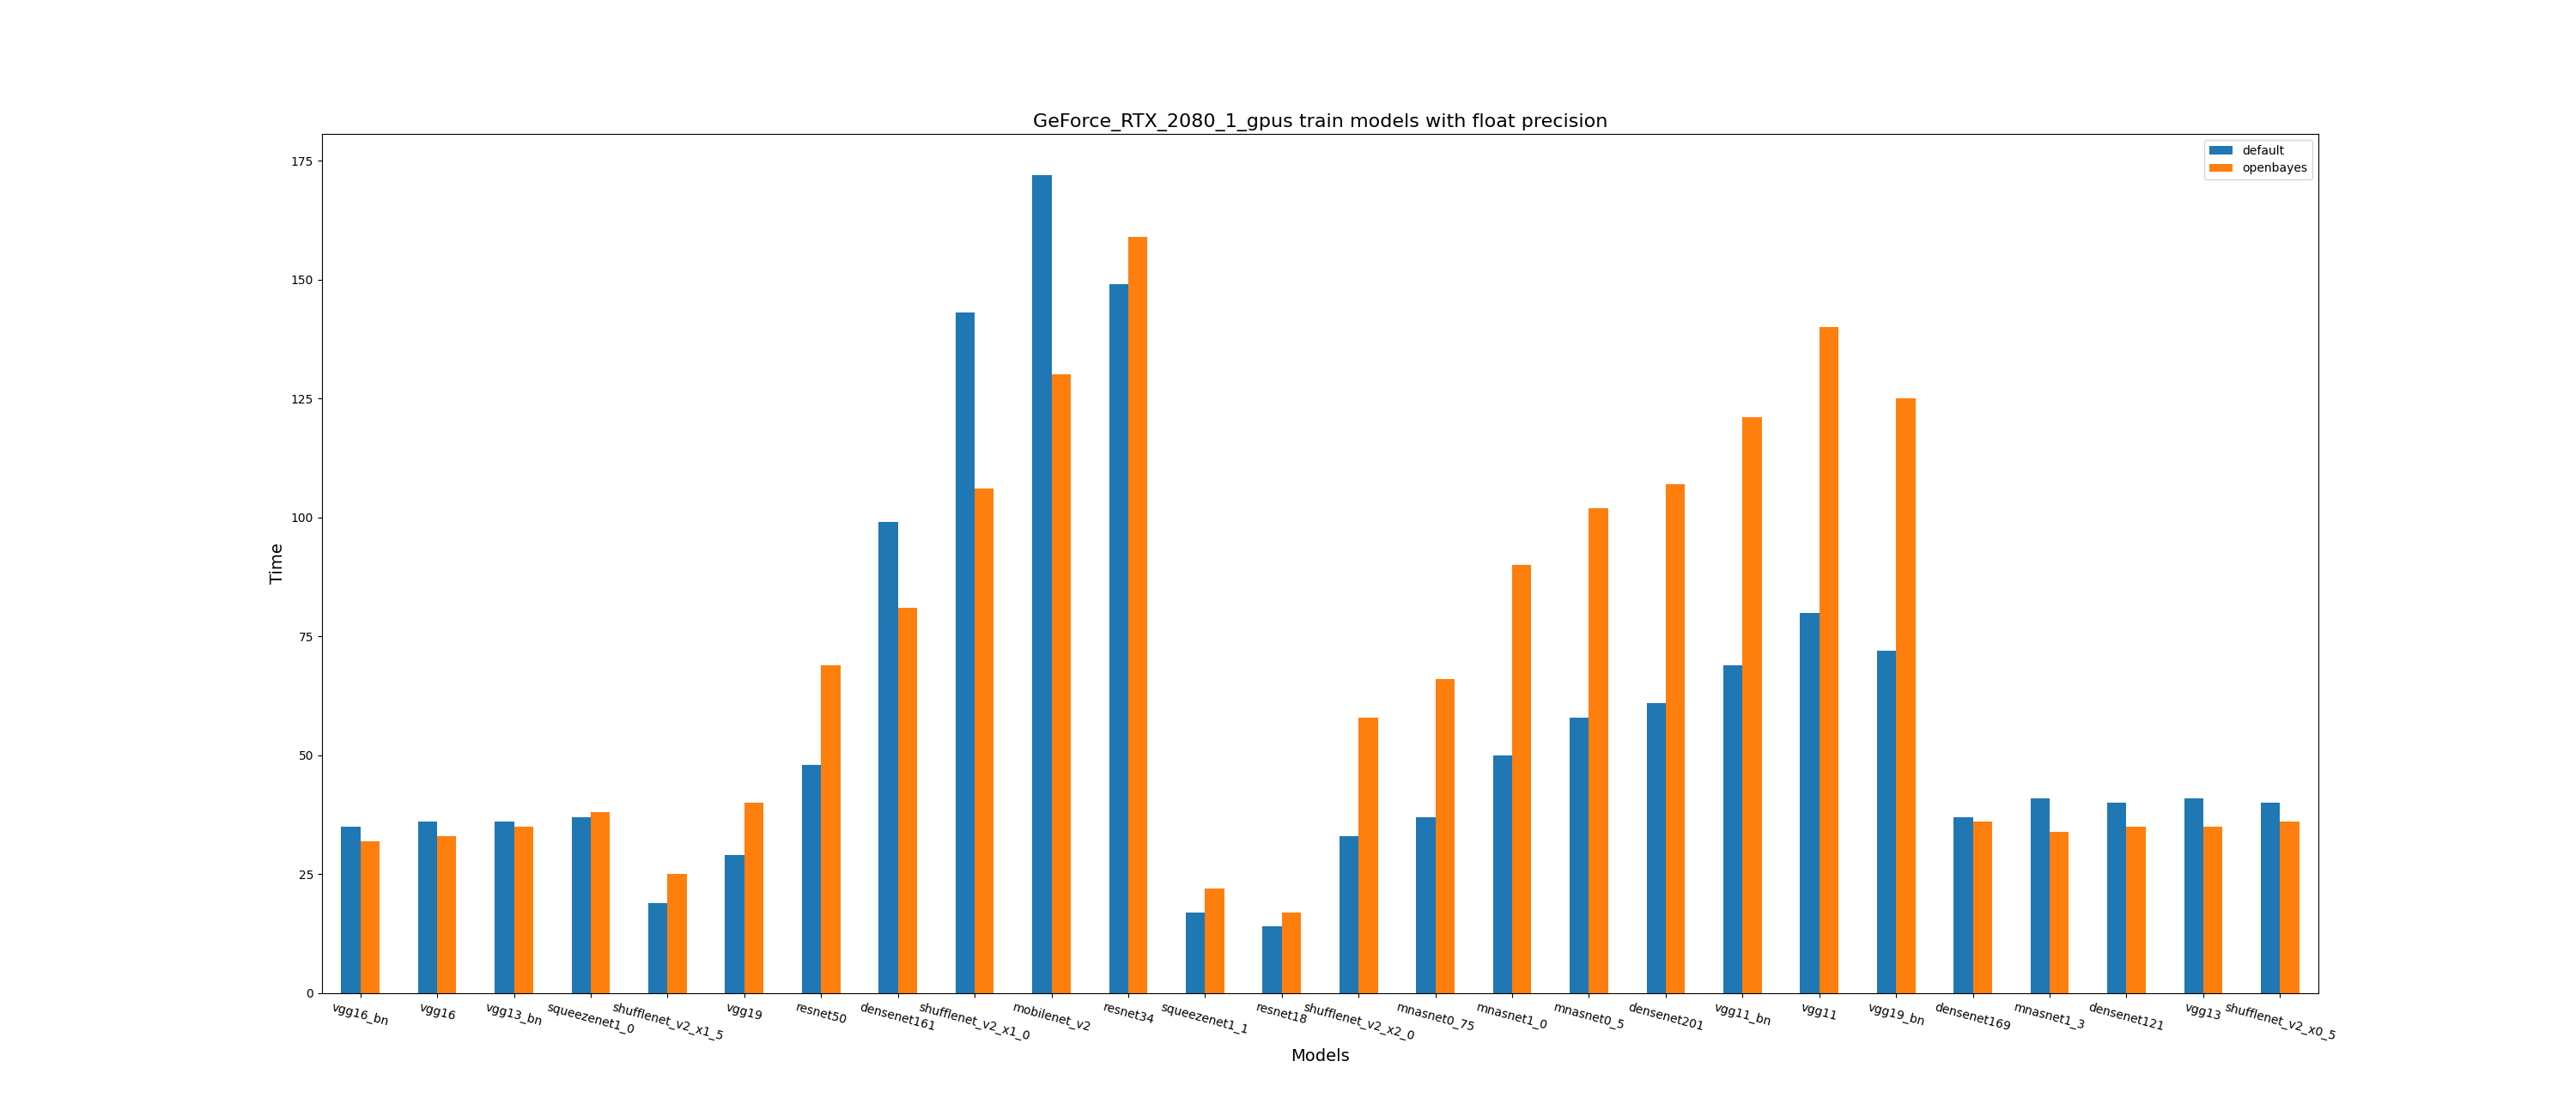 GeForce_RTX_2080_1_gpus train models with float precision
default
openbayes
175
150
125
100
75
50
25
0
Time
vgg16_bn
vgg16
vgg13_bn
squeezenet1_0
shufflenet_v2_x1_5
vgg19
resnet50
densenet161
shufflenet_v2_x1_0
mobilenet_v2
resnet34
squeezenet1_1
resnet18
shufflenet_v2_x2_0
mnasnet0_75
mnasnet1_0
mnasnet0_5
densenet201
vgg11_bn
vgg11
vgg19_bn
densenet169
mnasnet1_3
densenet121
vgg13
shufflenet_v2_x0_5
Models